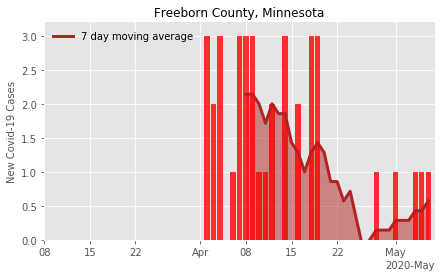 Freeborn County, Minnesota
7 day moving average
New Covid-19 Cases
3.0
2.5
2.0
1.5
1.0
0.5
0.0
08 15 22 Apr 08 15 22 May
2020-May